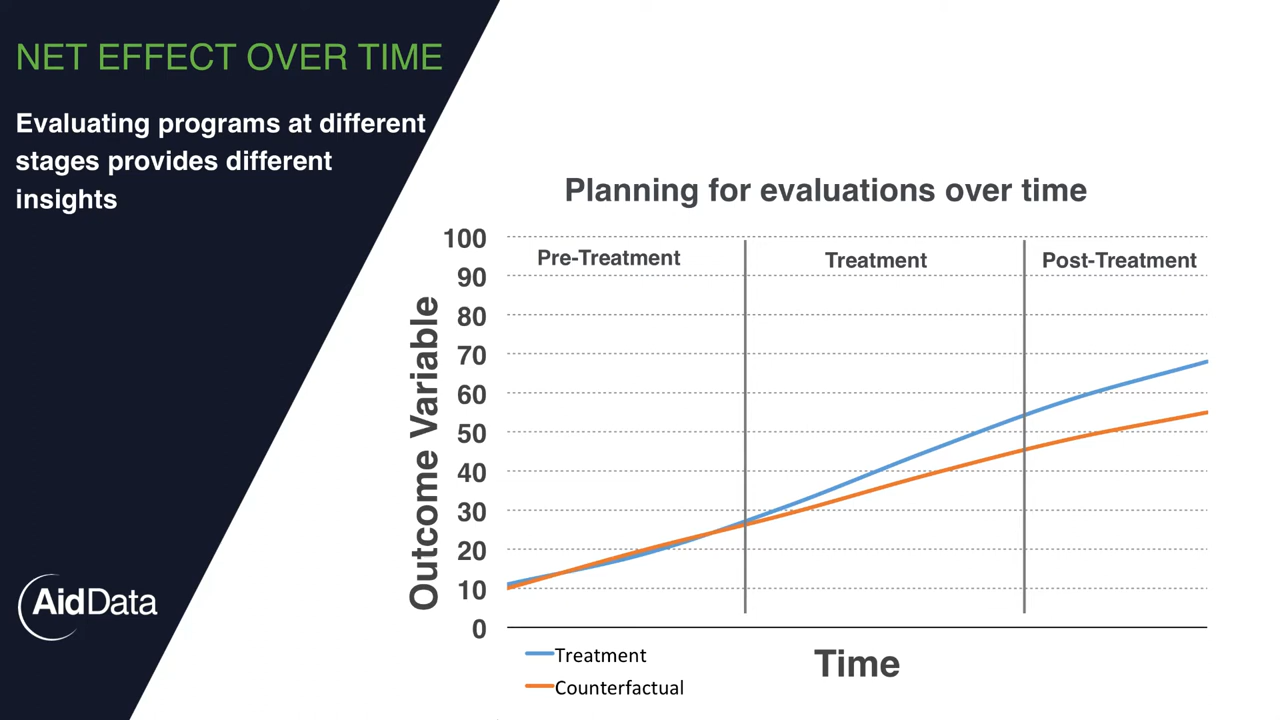 NET EFFECT OVER TIME
Evaluating programs at different
stages provides different
insights
AidData
Planning for evaluations over time
Pre-Treatment
Treatment
Post-Treatment
Outcome Variable
100
90
80
70
60
50
40
30
20
10
0
Time
Treatment
Counterfactual